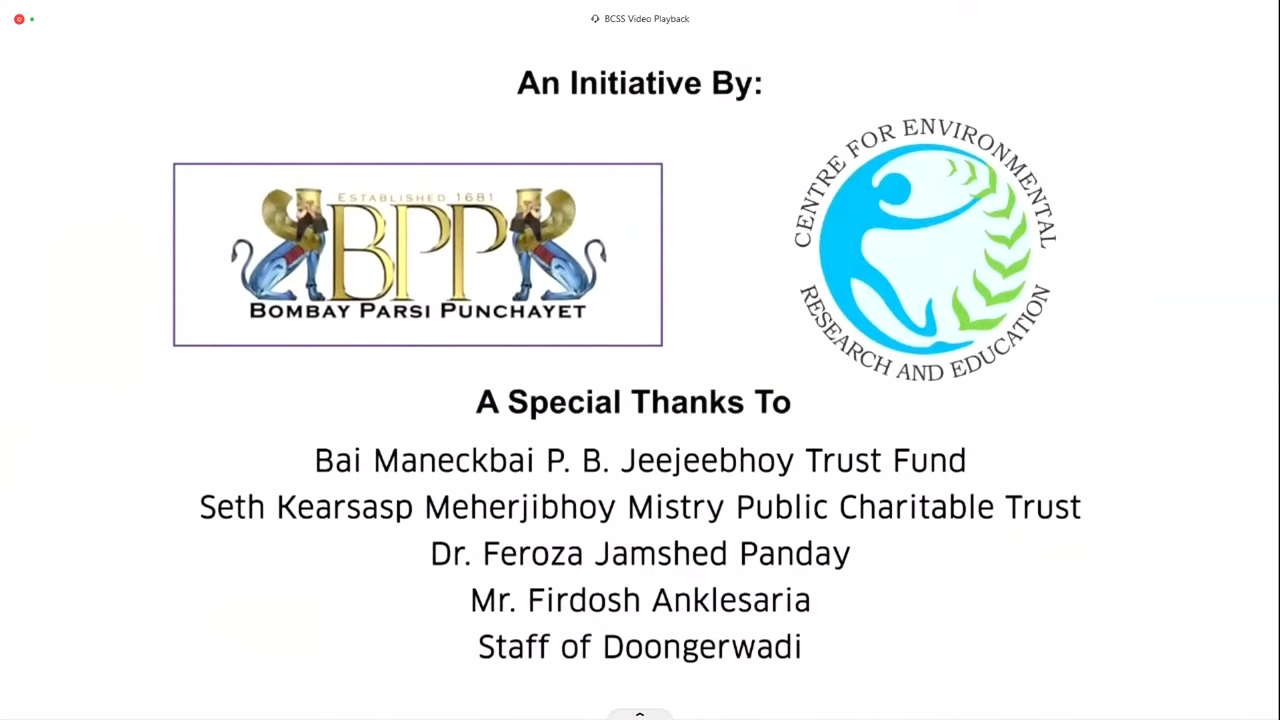 BCSS Video Playback
An Initiative By:
ESTABLISHED 1681
BPP
BOMBAY PARSI PUNCHAYET
CENTRE FOR ENVIRONMENTAL
RESEARCH AND EDUCATION
A Special Thanks To
Bai Maneckbai P. B. Jeejeebhoy Trust Fund
Seth Kearsasp Meherjibhoy Mistry Public Charitable Trust
Dr. Feroza Jamshed Panday
Mr. Firdosh Anklesaria
Staff of Doongerwadi